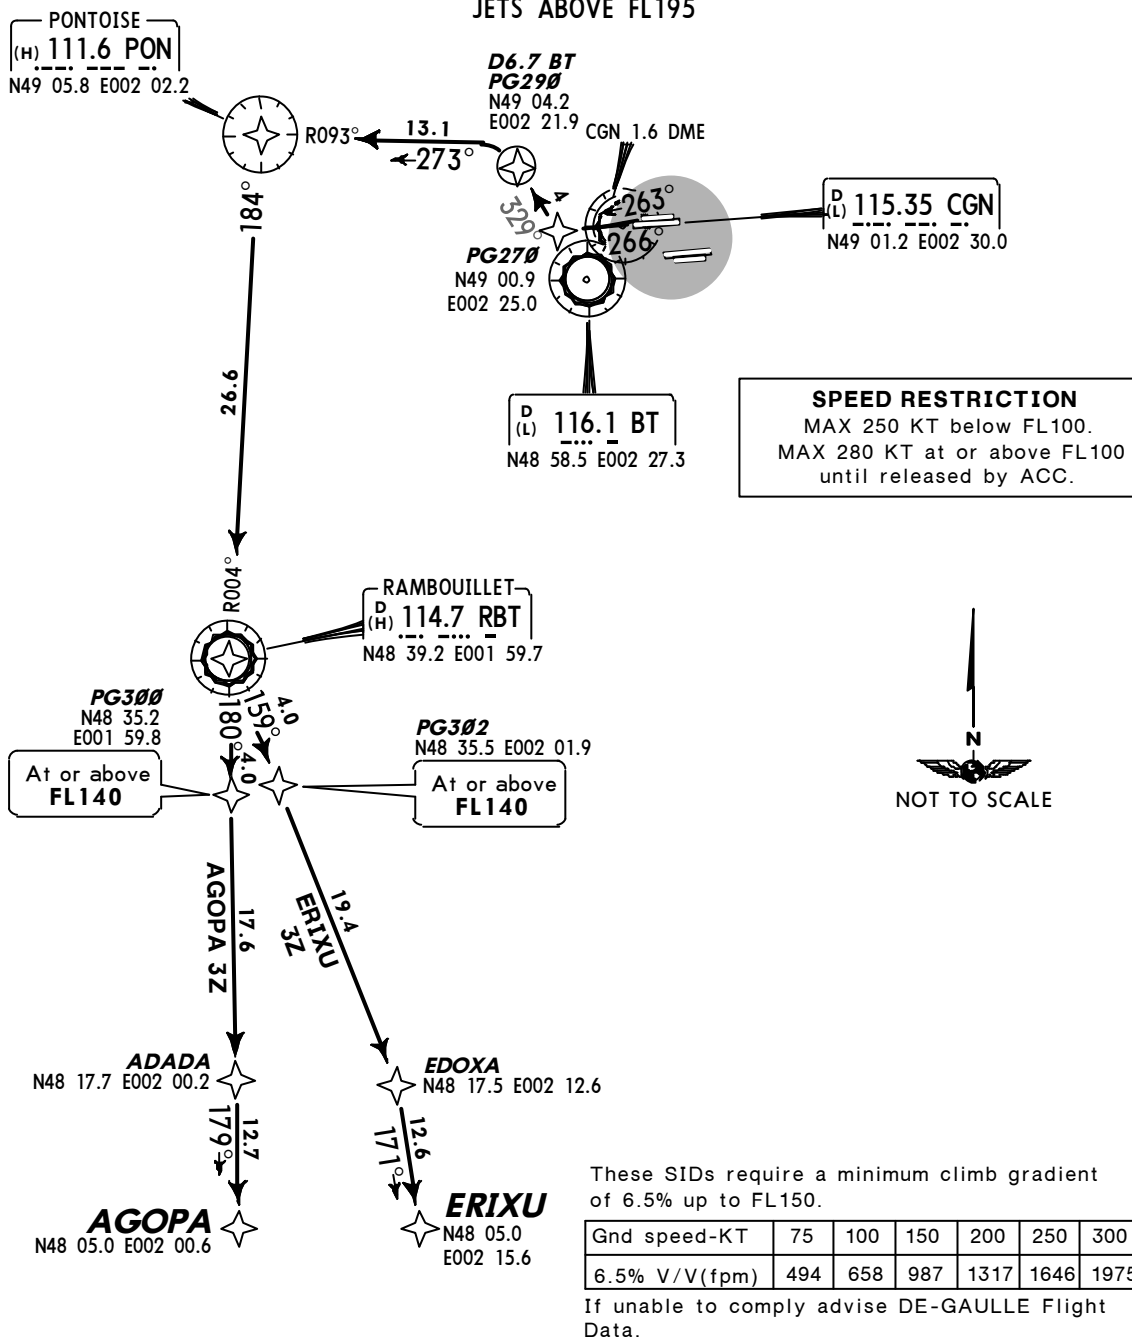 JETS ABOVE FL195
PONTOISE
(H) 111.6 PON
N49 05.8 E002 02.2
D6.7 BT
PG29Ø
N49 04.2
E002 21.9
CGN 1.6 DME
R093°
13.1
273°
4
329°
263°
266°
D
(L) 115.35 CGN
N49 01.2 E002 30.0
PG27Ø
N49 00.9
E002 25.0
184°
26.6
D
(L) 116.1 BT
N48 58.5 E002 27.3
SPEED RESTRICTION
MAX 250 KT below FL100.
MAX 280 KT at or above FL100
until released by ACC.
R004°
RAMBOUILLET
D
(H) 114.7 RBT
N48 39.2 E001 59.7
PG3ØØ
N48 35.2
E001 59.8
180°
4.0
159°
4.0
PG3Ø2
N48 35.5 E002 01.9
At or above
FL140
At or above
FL140
N
NOT TO SCALE
AGOPA 3Z
17.6
ERIXU
3Z
19.4
ADADA
N48 17.7 E002 00.2
EDOXA
N48 17.5 E002 12.6
179°
12.7
171°
12.6
AGOPA
N48 05.0 E002 00.6
ERIXU
N48 05.0
E002 15.6
These SIDs require a minimum climb gradient
of 6.5% up to FL150.
Gnd speed-KT 75 100 150 200 250 300
6.5% V/V(fpm) 494 658 987 1317 1646 1975
If unable to comply advise DE-GAULLE Flight
Data.